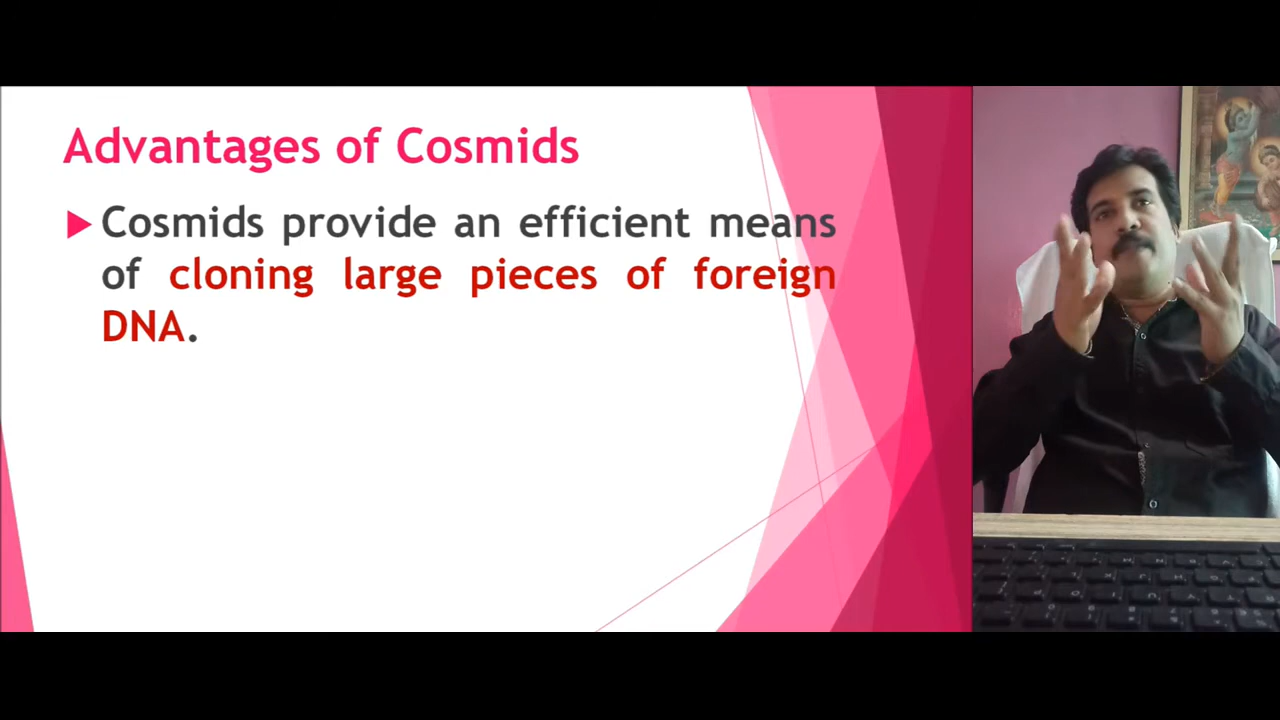 Advantages of Cosmids
Cosmids provide an efficient means
of cloning large pieces of foreign
DNA.